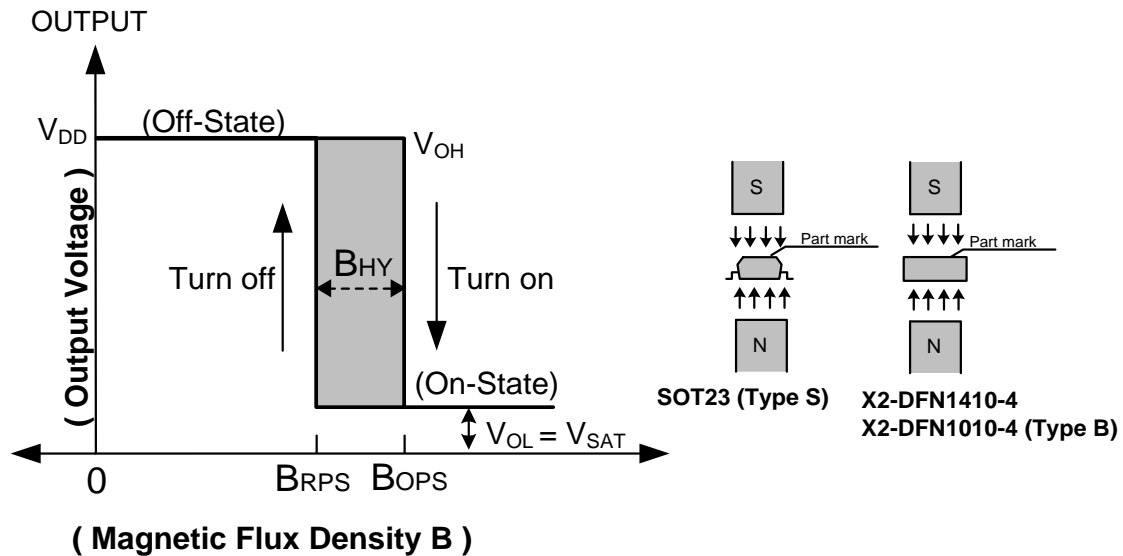 OUTPUT
VDD
(Off-State)
VOH
( Output Voltage )
Turn off
BHY
Turn on
(On-State)
VOL = VSAT
0
BRPS
BOPS
( Magnetic Flux Density B )
S
Part mark
N
SOT23 (Type S)
S
Part mark
N
X2-DFN1410-4
X2-DFN1010-4 (Type B)